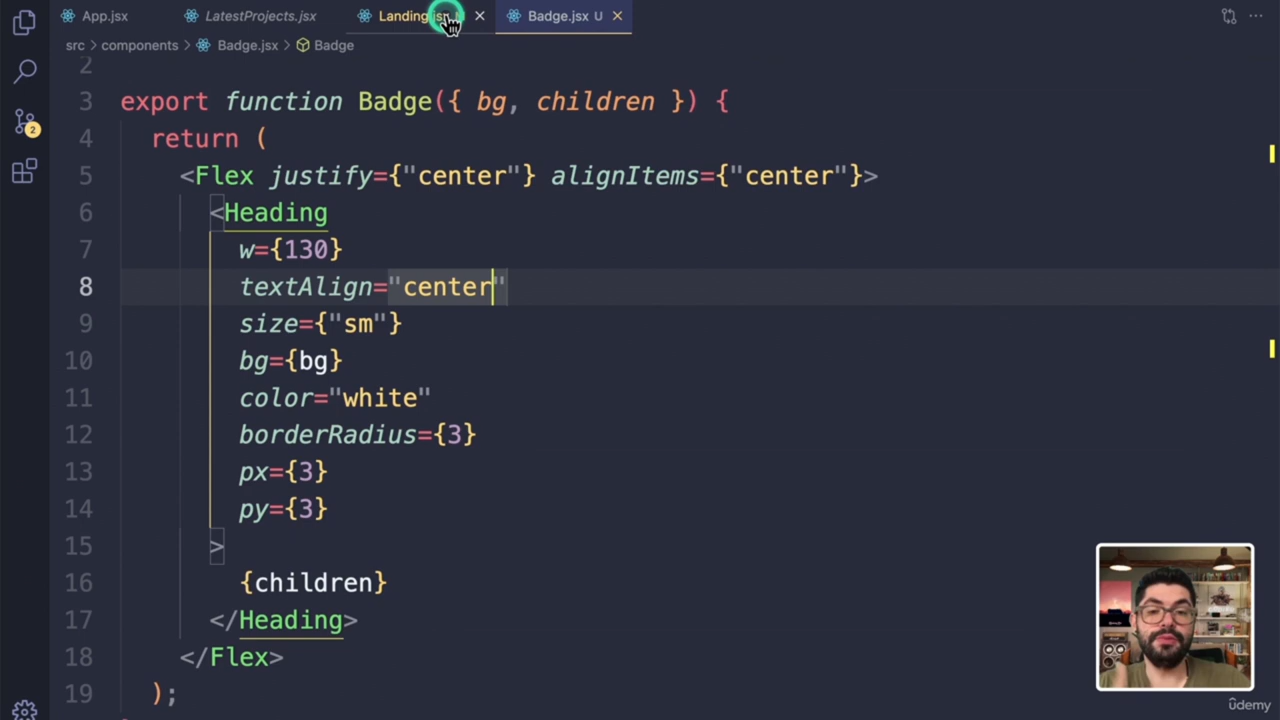 App.jsx
LatestProjects.jsx
Landing.jsx
Badge.jsx U
src > components > Badge.jsx > Badge
2
3 export function Badge({ bg, children }) {
4 return (
5 <Flex justify={"center"} alignItems={"center"}>
6 <Heading
7 w={130}
8 textAlign="center"
9 size={"sm"}
10 bg={bg}
11 color="white"
12 borderRadius={3}
13 px={3}
14 py={3}
15 >
16 {children}
17 </Heading>
18 </Flex>
19 );
2
ûdemy